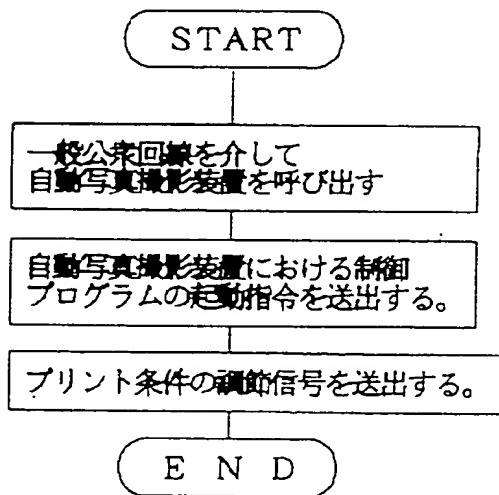 START
一般公衆回線を介して
自動写真撮影装置を呼び出す
自動写真撮影装置における制御
プログラムの起動指令を送出する。
プリント条件の調節信号を送出する。
END